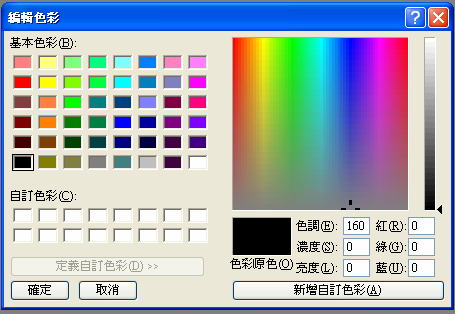 編輯色彩
基本色彩(B):
自訂色彩(C):
定義自訂色彩(D) >>
確定 取消
色彩|原色(O)
色調(E): 160 紅(R): 0
濃度(S): 0 綠(G): 0
亮度(L): 0 藍(U): 0
新增自訂色彩(A)